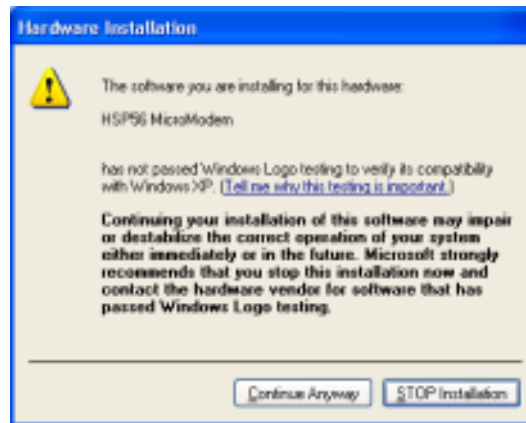 Hardware Installation
The software you are installing for this hardware:
HSP56 MicroModem
has not passed Windows Logo testing to verify its compatibility
with Windows XP. (Tell me why this testing is important.)
Continuing your installation of this software may impair
or destabilize the correct operation of your system
either immediately or in the future. Microsoft strongly
recommends that you stop this installation now and
contact the hardware vendor for software that has
passed Windows Logo testing.
Continue Anyway
STOP Installation